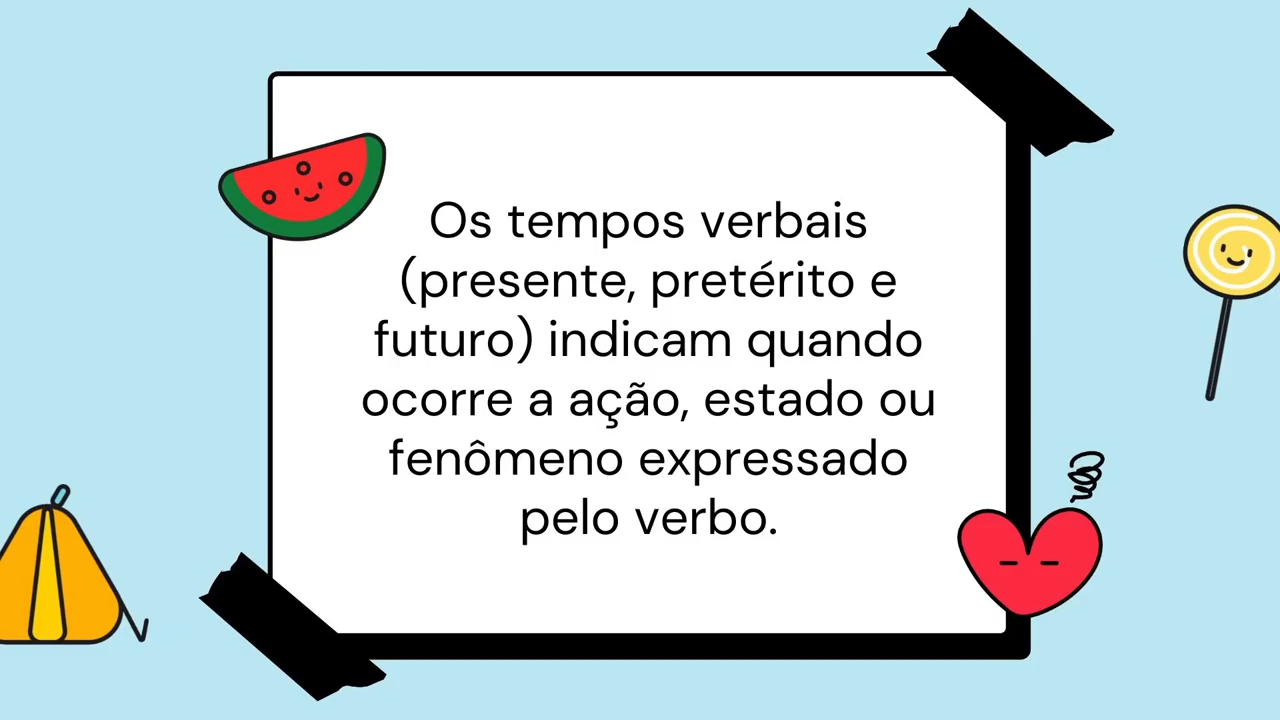 Os tempos verbais
(presente, pretérito e
futuro) indicam quando
ocorre a ação, estado ou
fenômeno expressado
pelo verbo.